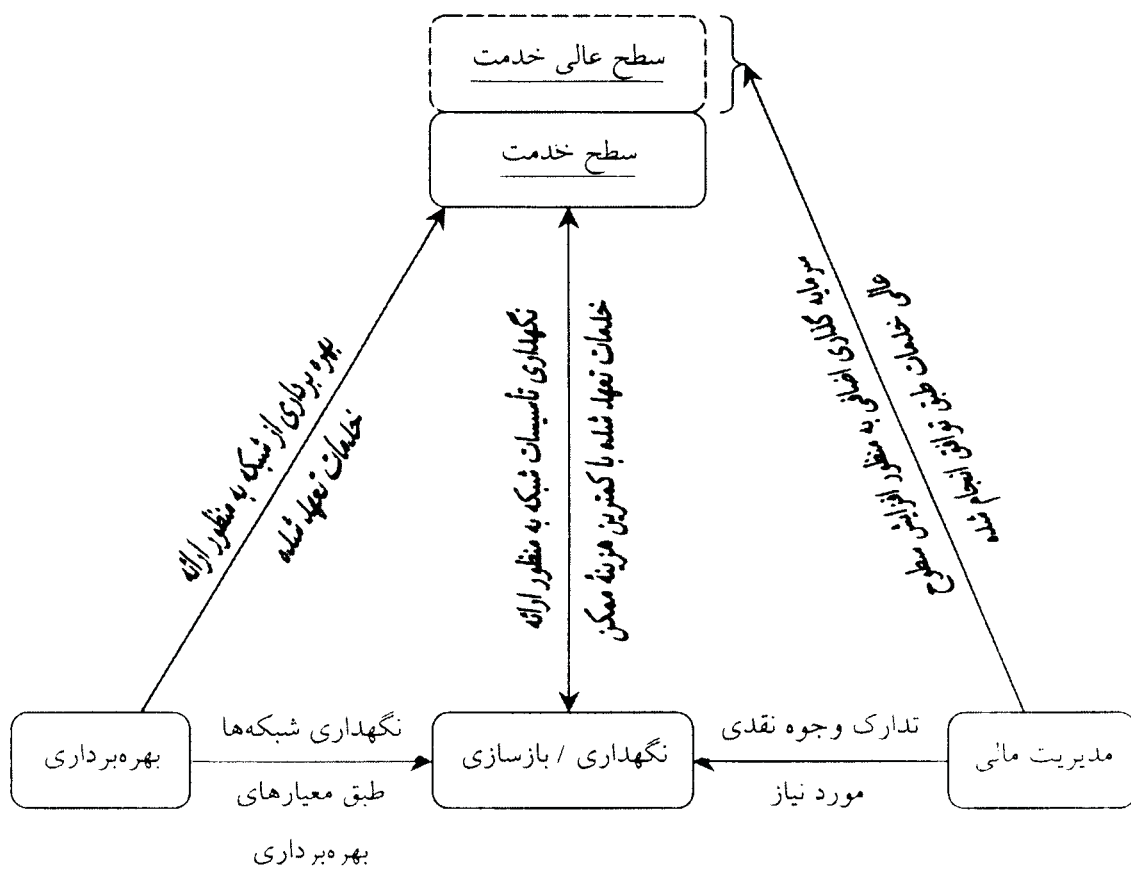 سطح عالی خدمت
سطح خدمت
سرمایه گذاری اضافی به منظور افزایش سطوح
عالی خدمات طبق توافق انجام شده
نگهداری تأسیسات شبکه به منظور ارائه
خدمات تعهد شده با کمترین هزینهٔ ممکن
بهره برداری از شبکه به منظور ارائه
خدمات تعهد شده
مدیریت مالی
تدارک وجوه نقدی
مورد نیاز
نگهداری / بازسازی
نگهداری شبکه‌ها
طبق معیارهای
بهره‌برداری
بهره‌برداری